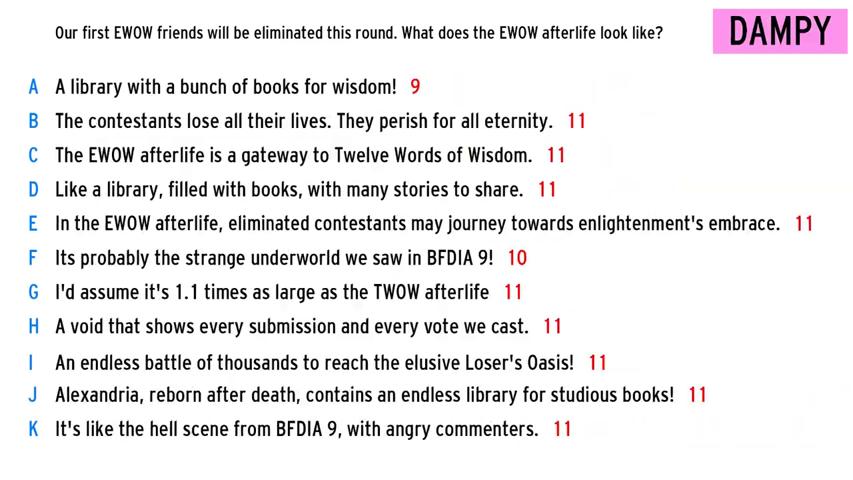 Our first EWOW friends will be eliminated this round. What does the EWOW afterlife look like?
DAMPY
A A library with a bunch of books for wisdom! 9
B The contestants lose all their lives. They perish for all eternity. 11
C The EWOW afterlife is a gateway to Twelve Words of Wisdom. 11
D Like a library, filled with books, with many stories to share. 11
E In the EWOW afterlife, eliminated contestants may journey towards enlightenment's embrace. 11
F Its probably the strange underworld we saw in BFDIA 9! 10
G I'd assume it's 1.1 times as large as the TWOW afterlife 11
H A void that shows every submission and every vote we cast. 11
I An endless battle of thousands to reach the elusive Loser's Oasis! 11
J Alexandria, reborn after death, contains an endless library for studious books! 11
K It's like the hell scene from BFDIA 9, with angry commenters. 11